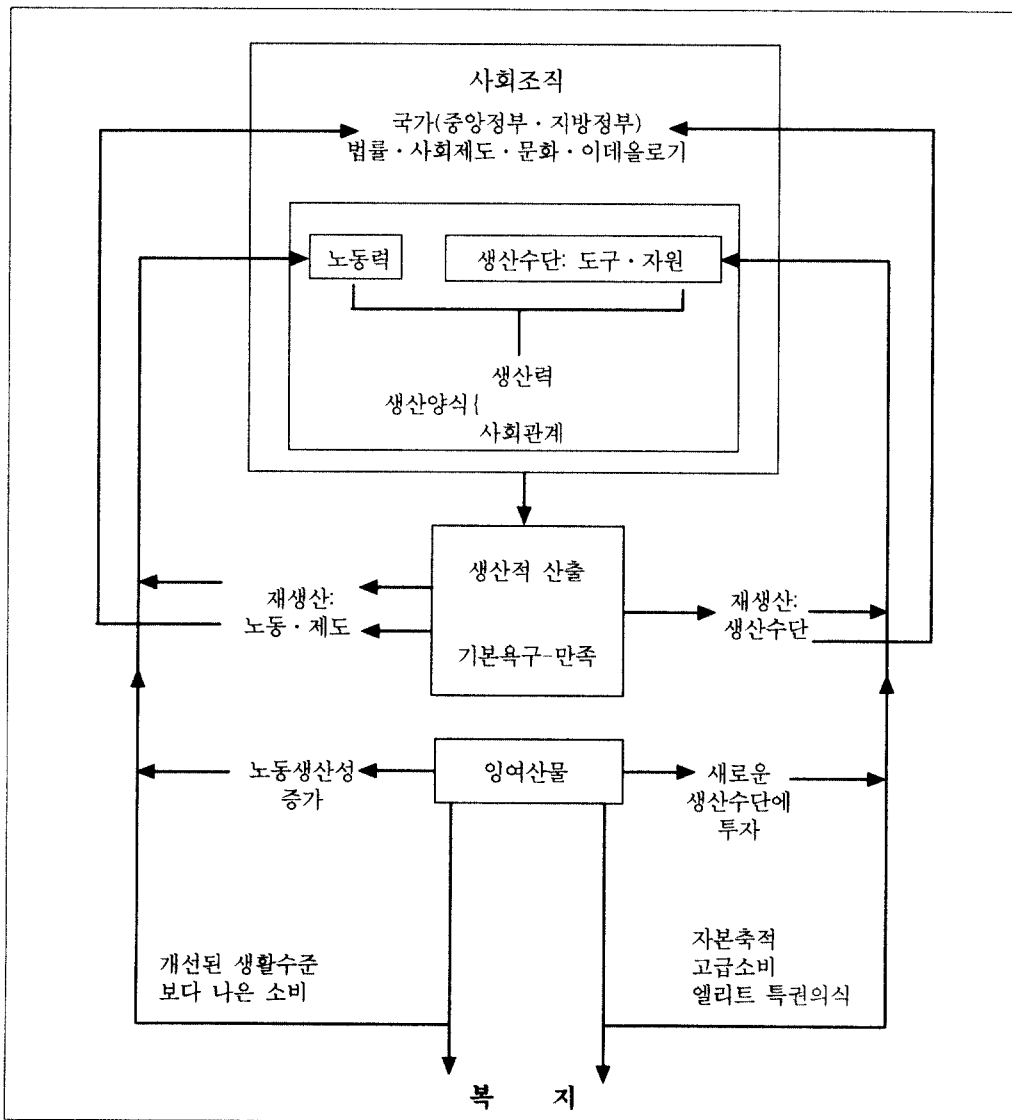 사회조직
국가(중앙정부·지방정부)
법률·사회제도·문화·이데올로기
노동력
생산수단: 도구·자원
생산력
생산양식{
사회관계
생산적 산출
기본욕구-만족
재생산:
노동·제도
재생산:
생산수단
잉여산물
노동생산성
증가
새로운
생산수단에
투자
개선된 생활수준
보다 나은 소비
자본축적
고급소비
엘리트 특권의식
복 지